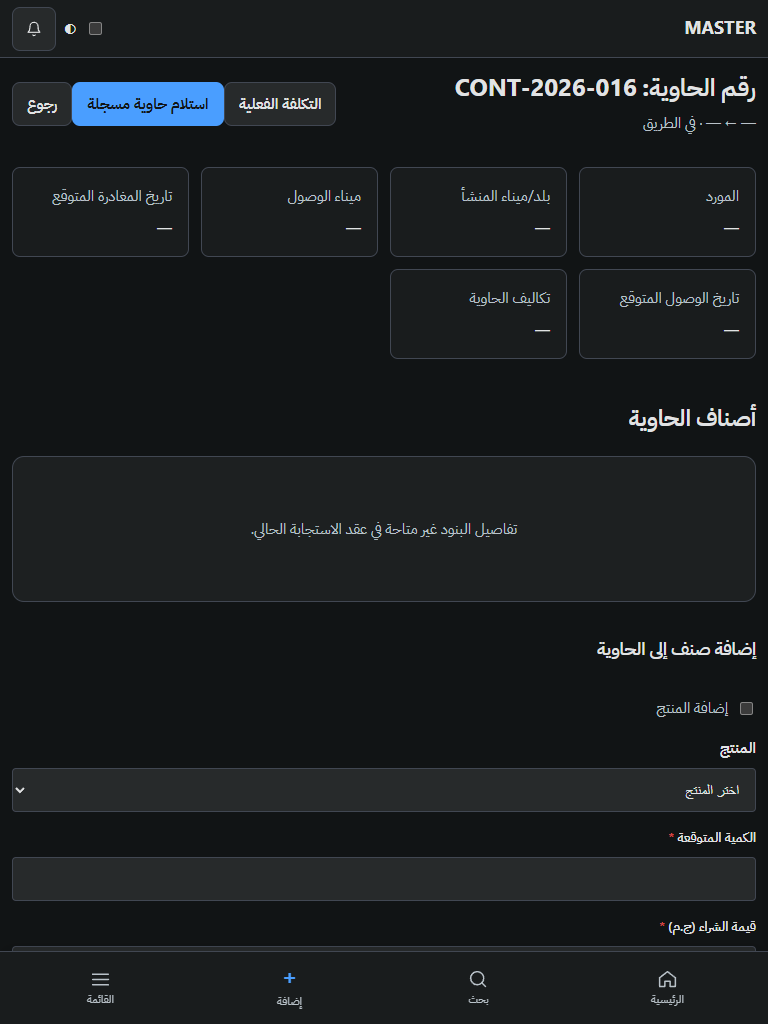 MASTER
رقم الحاوية: CONT-2026-016
— ← — · في الطريق
التكلفة الفعلية
استلام حاوية مسجلة
رجوع
المورد
—
بلد/ميناء المنشأ
—
ميناء الوصول
—
تاريخ المغادرة المتوقع
—
تاريخ الوصول المتوقع
—
تكاليف الحاوية
—
أصناف الحاوية
تفاصيل البنود غير متاحة في عقد الاستجابة الحالي.
إضافة صنف إلى الحاوية
إضافة المنتج
المنتج
اختر المنتج
الكمية المتوقعة *
قيمة الشراء (ج.م) *
الرئيسية
بحث
+
إضافة
القائمة